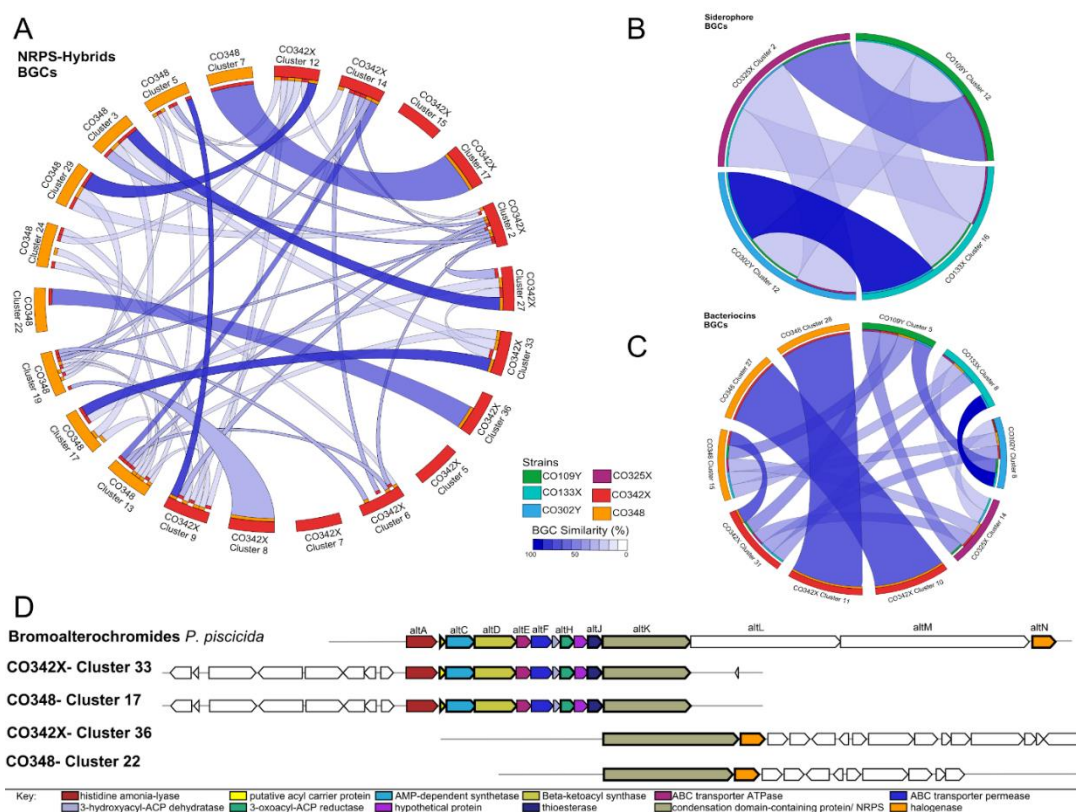 A
NRPS-Hybrids
BGCs
CO348
Cluster 5
CO348
Cluster 7
CO342X
Cluster 12
CO342X
Cluster 14
CO342X
Cluster 15
CO342X
Cluster 17
CO342X
Cluster 2
CO342X
Cluster 27
CO342X
Cluster 33
CO342X
Cluster 36
CO342X
Cluster 5
CO342X
Cluster 6
CO342X
Cluster 7
CO342X
Cluster 8
CO342X
Cluster 9
CO348
Cluster 13
CO348
Cluster 17
CO348
Cluster 19
CO348
Cluster 22
CO348
Cluster 24
CO348
Cluster 29
CO348
Cluster 3
Strains
CO109Y
CO325X
CO133X
CO342X
CO302Y
CO348
BGC Similarity (%)
100
50
0
B
Siderophore
BGCs
CO325X Cluster 2
CO109Y Cluster 12
CO133X Cluster 16
CO302Y Cluster 12
Bacteriocins
BGCs
C
CO348 Cluster 28
CO109Y Cluster 5
CO133X Cluster 8
CO302Y Cluster 8
CO325X Cluster 14
CO342X Cluster 10
CO342X Cluster 11
CO342X Cluster 31
CO348 Cluster 15
CO348 Cluster 27
D
altA altC altD altE altF altH altJ altK altL altM altN
Bromoalterochromides P. piscicida
CO342X- Cluster 33
CO348- Cluster 17
CO342X- Cluster 36
CO348- Cluster 22
Key: histidine amonia-lyase putative acyl carrier protein AMP-dependent synthetase Beta-ketoacyl synthase ABC transporter ATPase ABC transporter permease
3-hydroxyacyl-ACP dehydratase 3-oxoacyl-ACP reductase hypothetical protein thioesterase condensation domain-containing protein/ NRPS halogenase